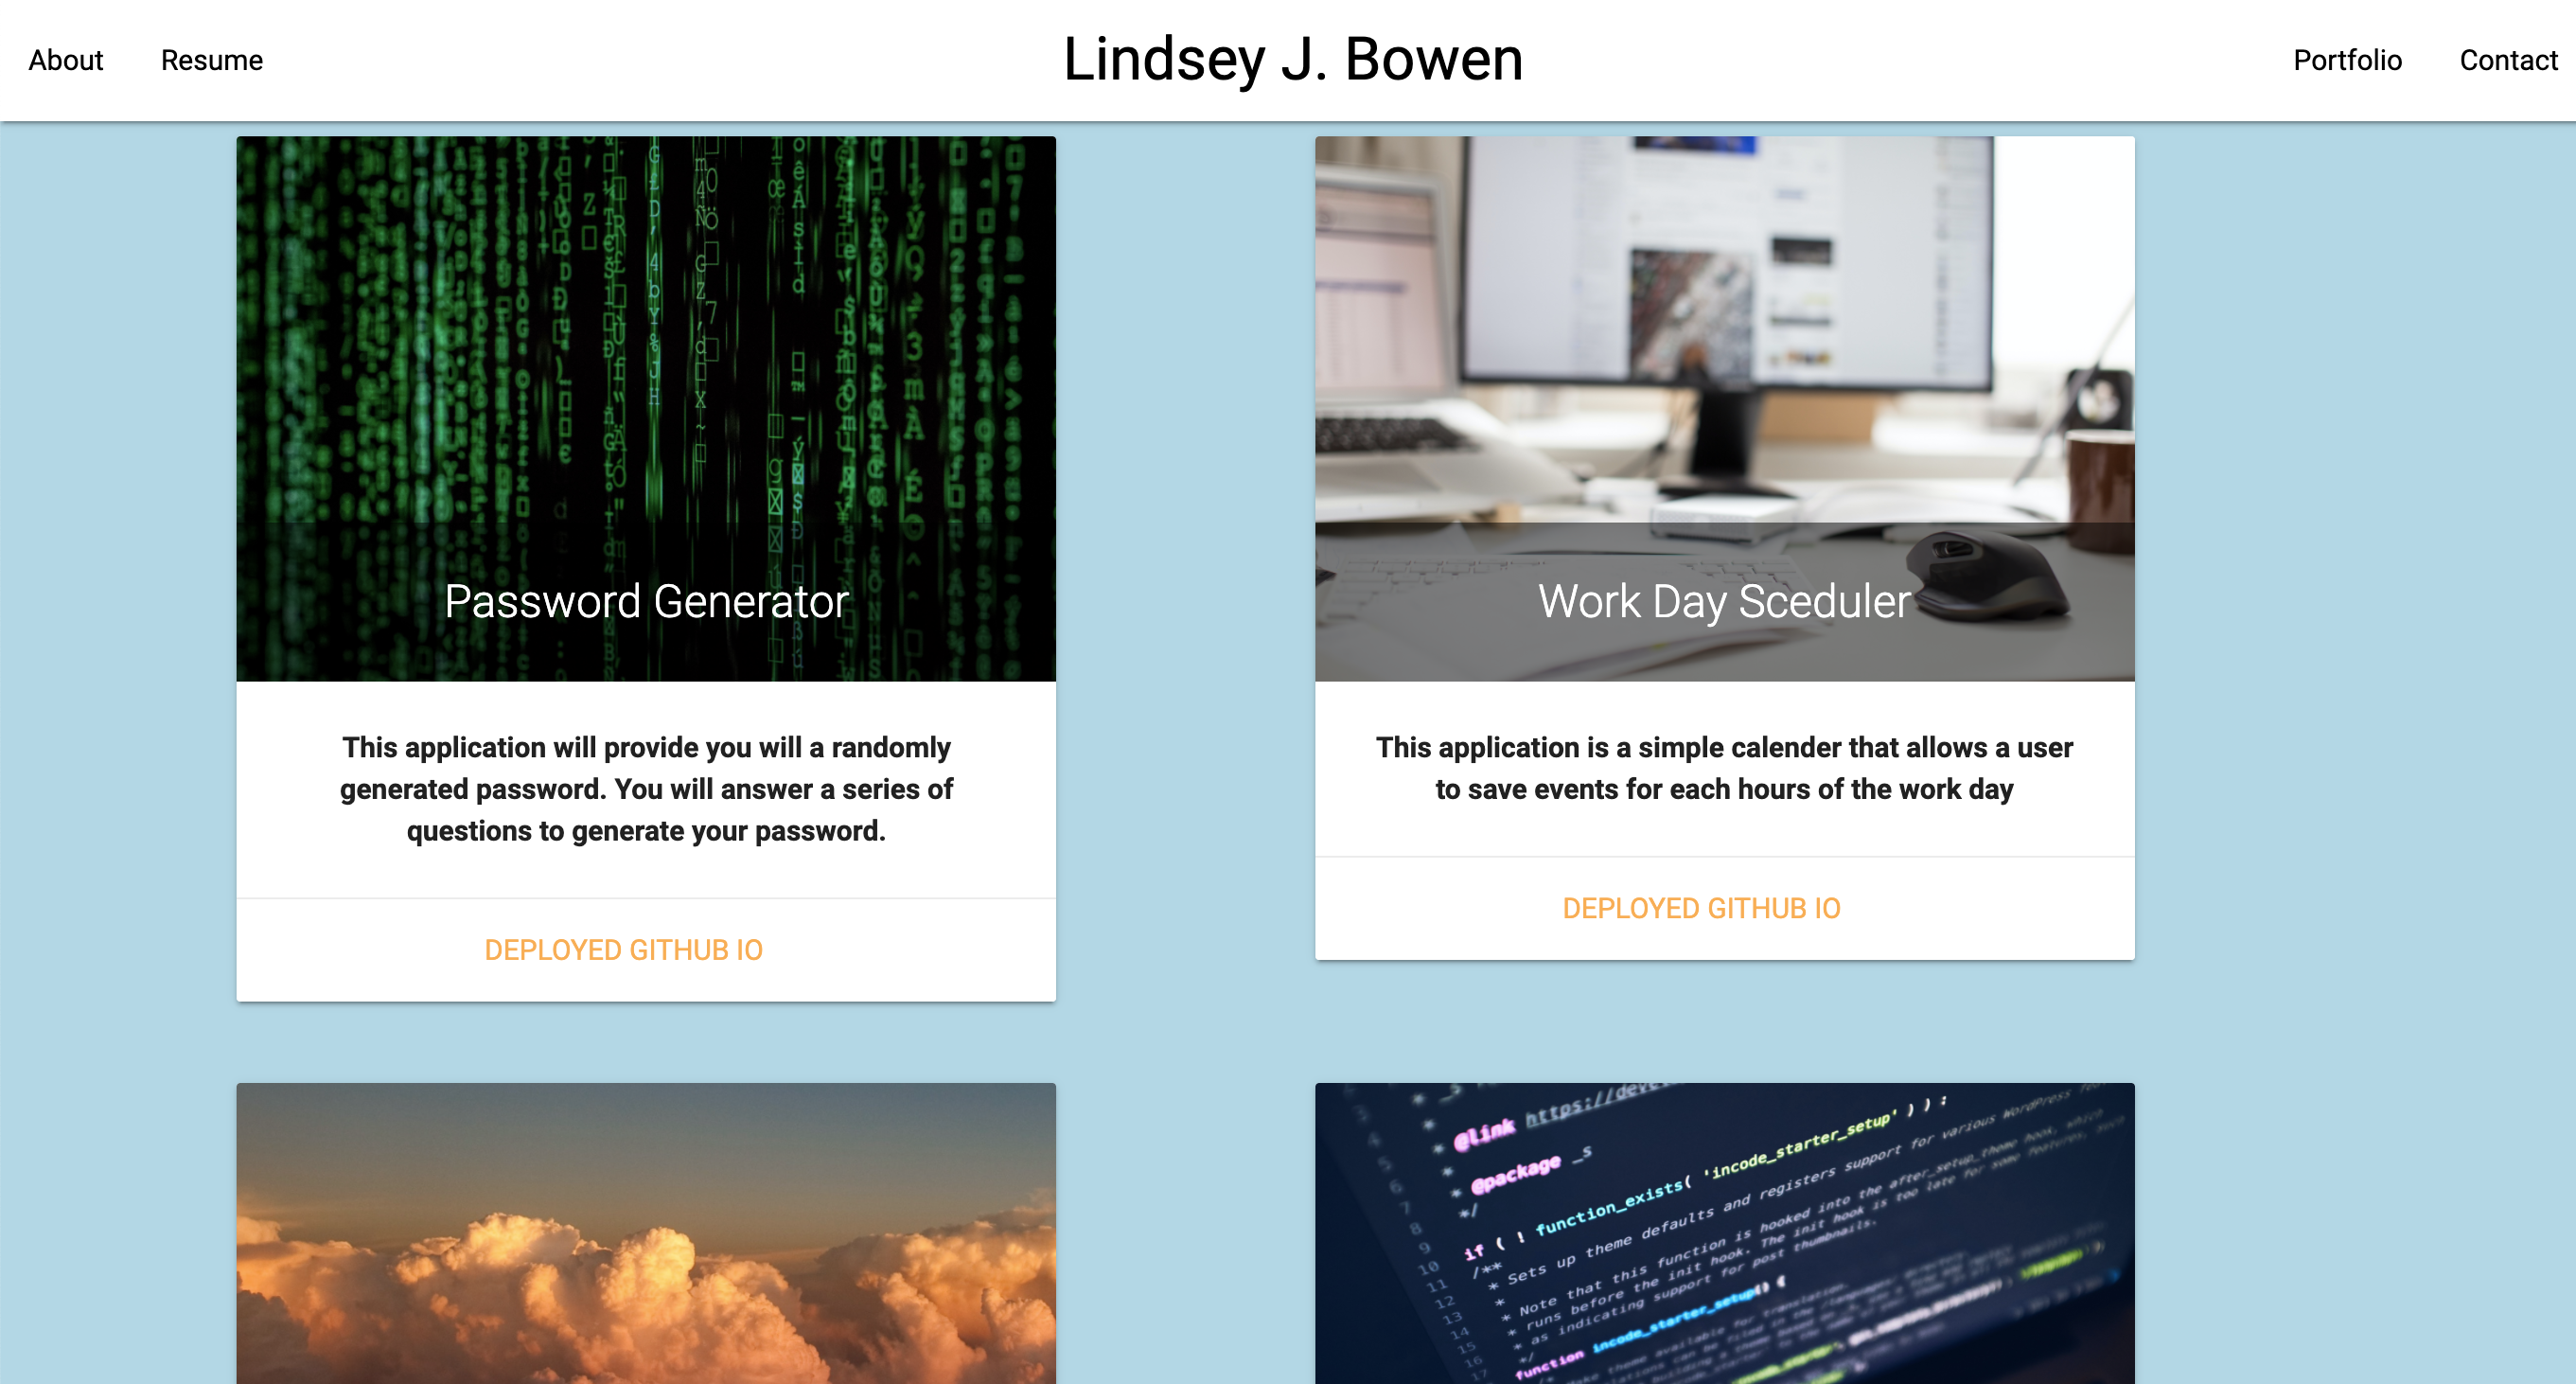 About
Resume
Lindsey J. Bowen
Portfolio
Contact
Password Generator
This application will provide you will a randomly
generated password. You will answer a series of
questions to generate your password.
DEPLOYED GITHUB IO
Work Day Sceduler
This application is a simple calender that allows a user
to save events for each hours of the work day
DEPLOYED GITHUB IO
* @link https://develo
*
* @package _s
*/
if ( ! function_exists( 'incode_starter_setup' ) ) :
/**
* Sets up theme defaults and registers support for various WordPress
*
* Note that this function is hooked into the after_setup_theme hook, which
* runs before the init hook. The init hook is too late for some features, such
* as indicating support for post thumbnails.
*/
function incode_starter_setup() {